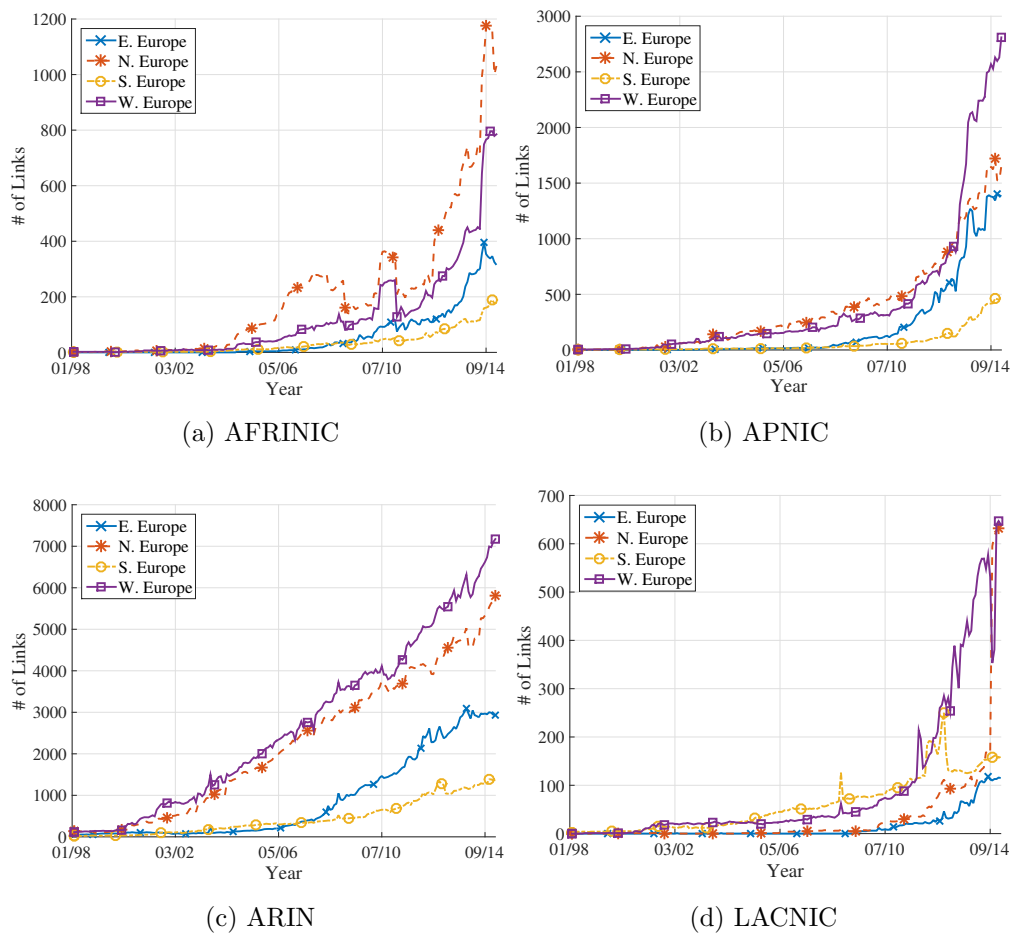 1200
1000
800
600
400
200
0
# of Links
E. Europe
N. Europe
S. Europe
W. Europe
01/98 03/02 05/06 07/10 09/14
Year
(a) AFRINIC
3000
2500
2000
1500
1000
500
0
# of Links
E. Europe
N. Europe
S. Europe
W. Europe
01/98 03/02 05/06 07/10 09/14
Year
(b) APNIC
8000
7000
6000
5000
4000
3000
2000
1000
0
# of Links
E. Europe
N. Europe
S. Europe
W. Europe
01/98 03/02 05/06 07/10 09/14
Year
(c) ARIN
700
600
500
400
300
200
100
0
# of Links
E. Europe
N. Europe
S. Europe
W. Europe
01/98 03/02 05/06 07/10 09/14
Year
(d) LACNIC